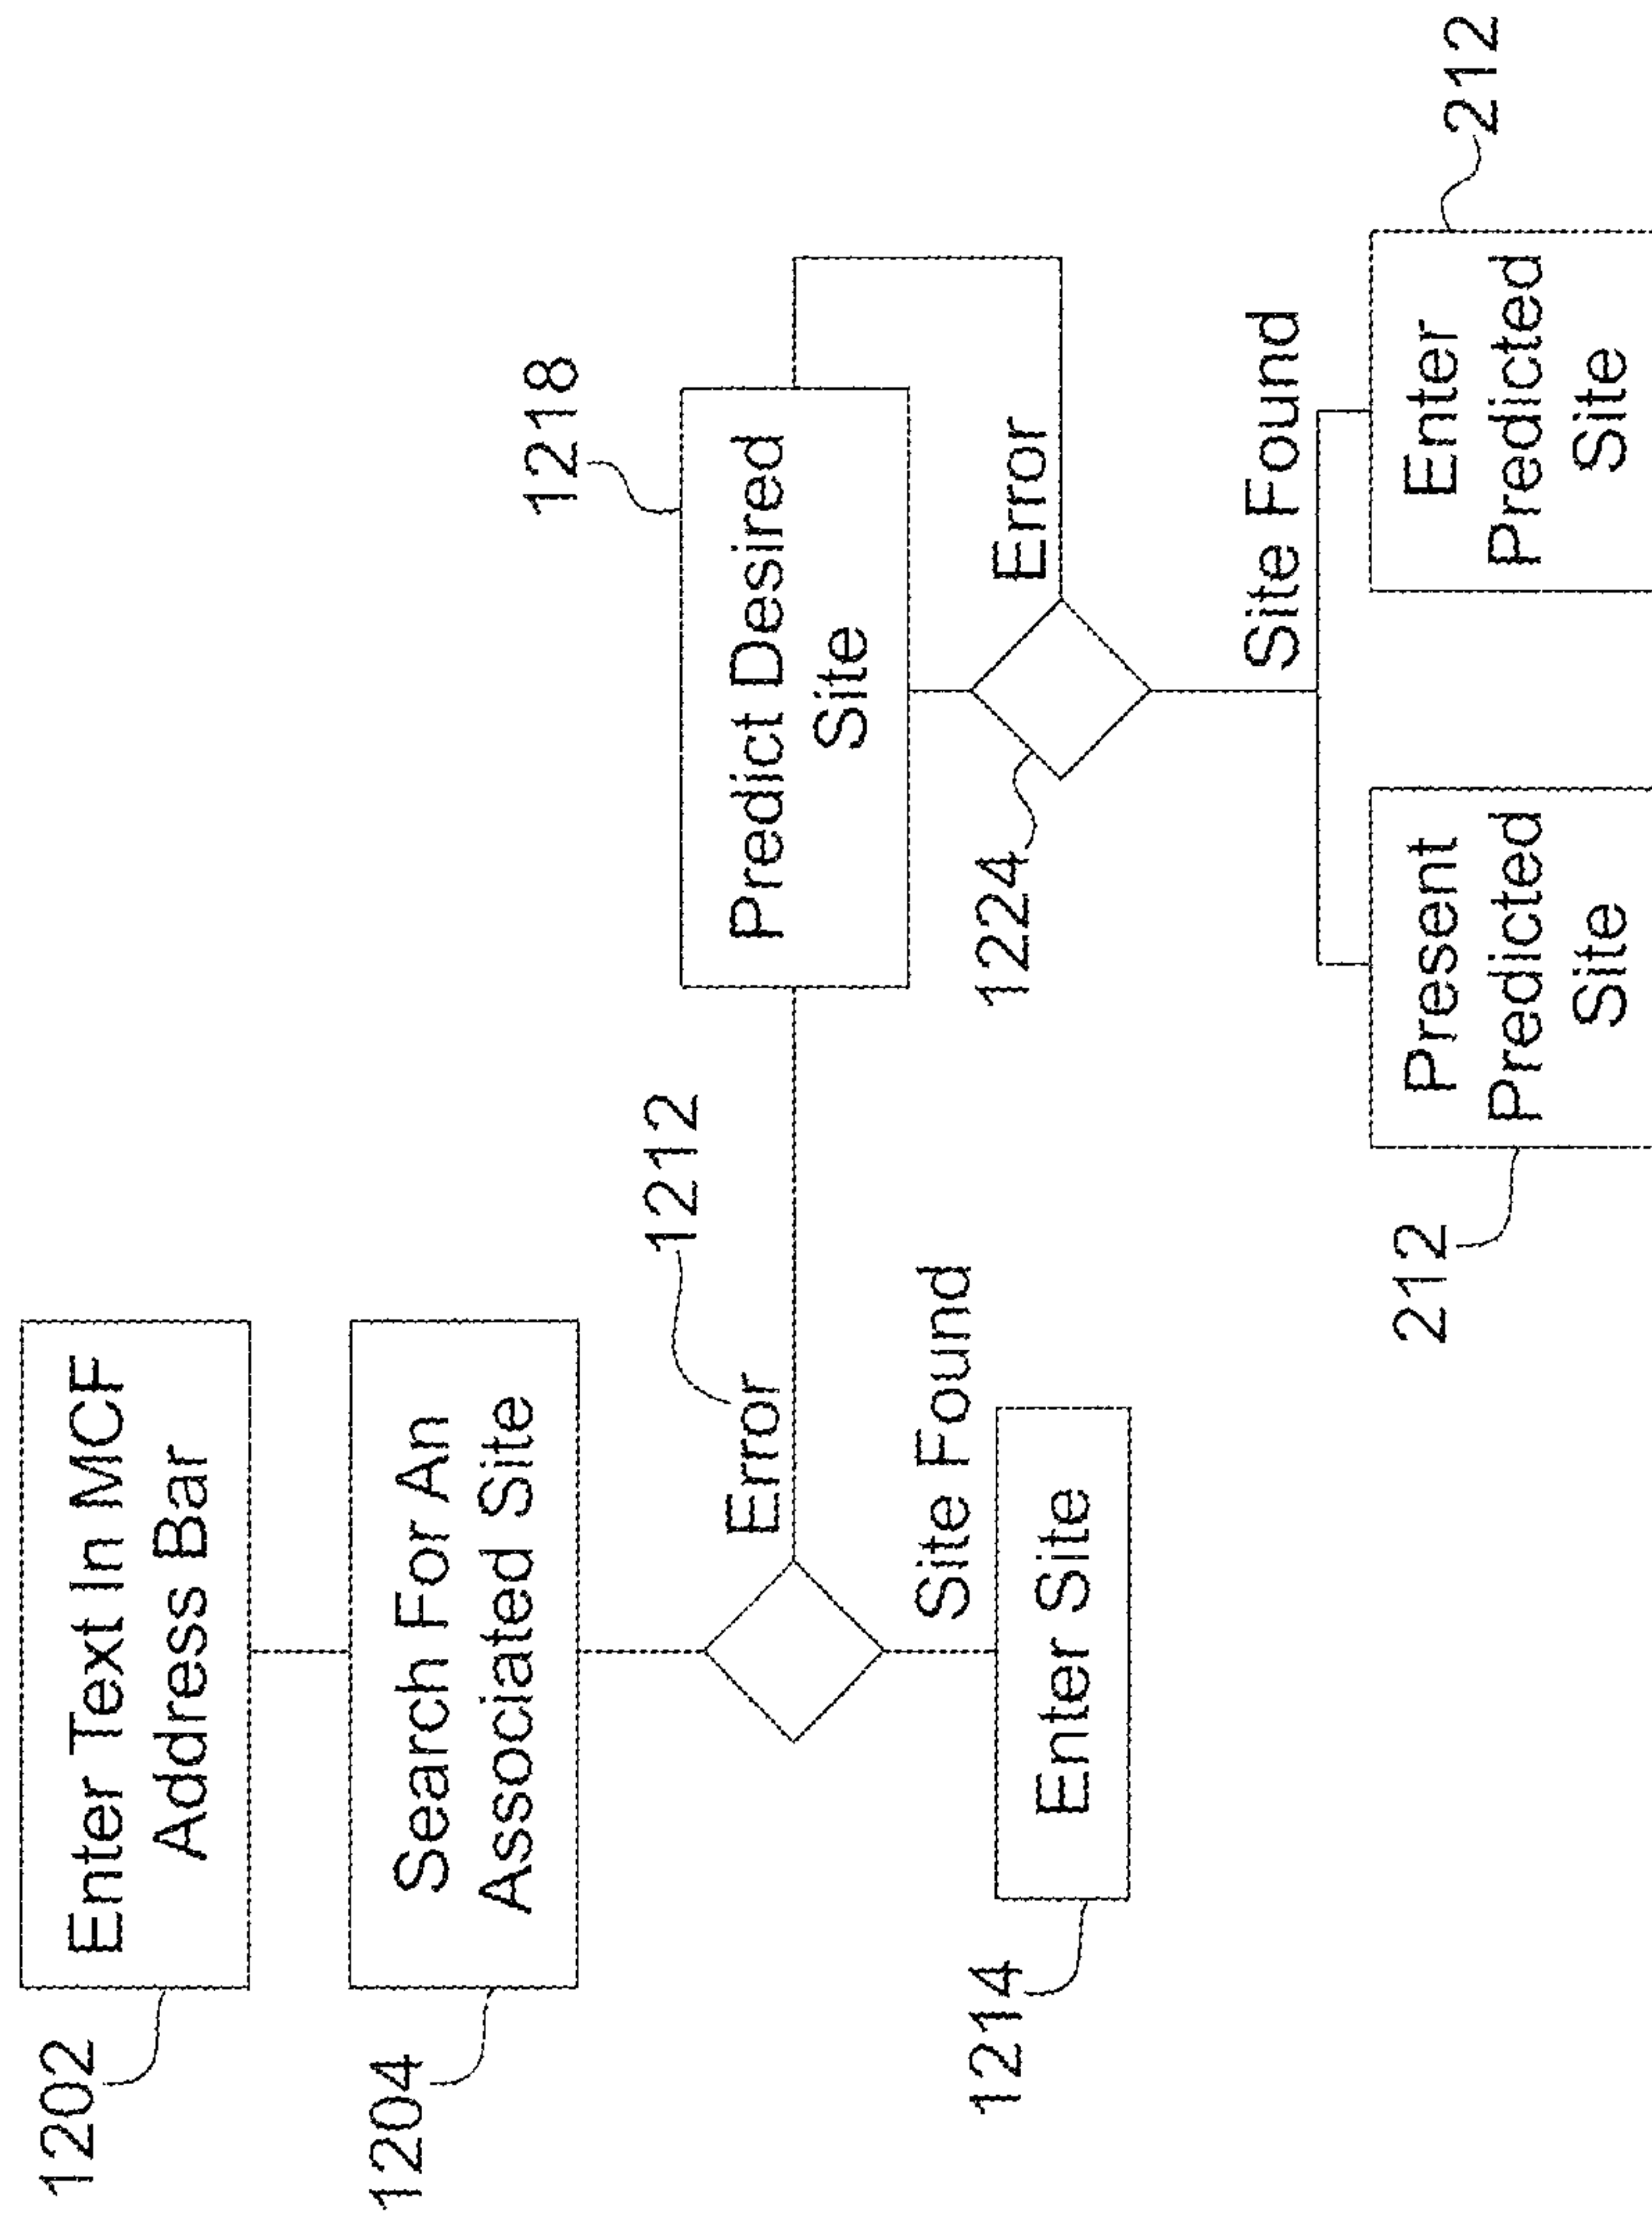 1202
Enter Text In MCF
Address Bar
1204
Search For An
Associated Site
Error
1212
Site Found
1214
Enter Site
1218
Predict Desired
Site
1224
Error
Site Found
212
Present
Predicted
Site
Enter
Predicted
Site
212